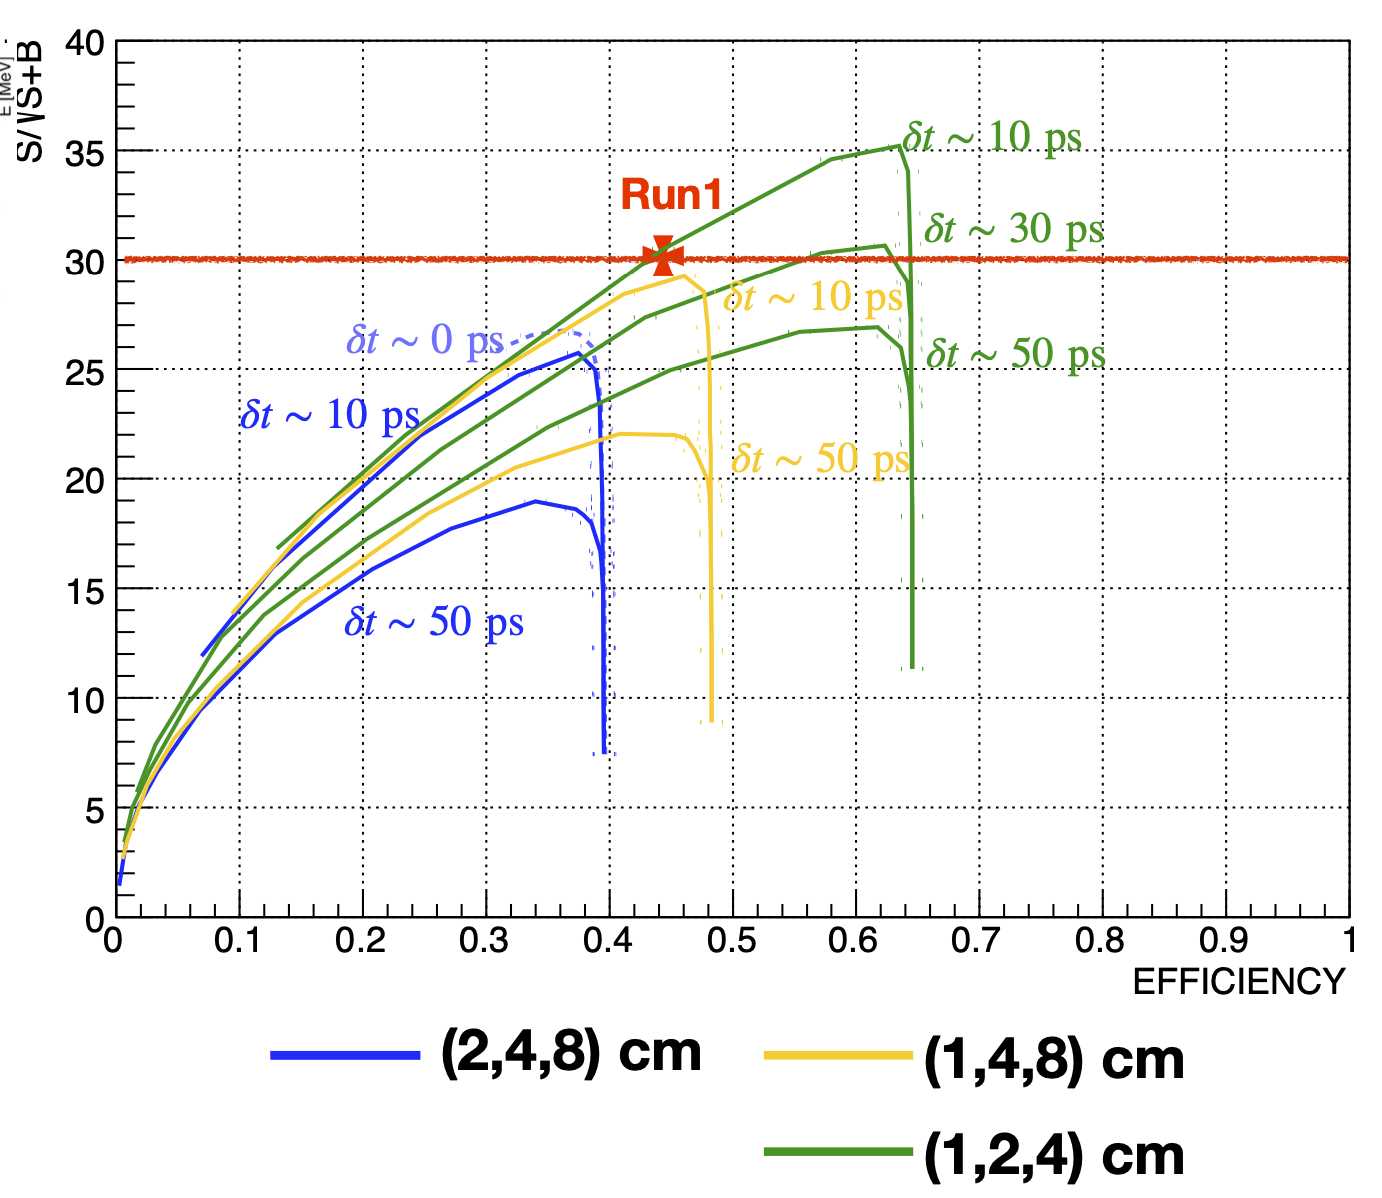 E [MeV]
S/√S+B
40
35
30
25
20
15
10
5
0
0 0.1 0.2 0.3 0.4 0.5 0.6 0.7 0.8 0.9 1
EFFICIENCY
Run1
δt ~ 10 ps
δt ~ 30 ps
δt ~ 10 ps
δt ~ 0 ps
δt ~ 50 ps
δt ~ 10 ps
δt ~ 50 ps
δt ~ 50 ps
(2,4,8) cm
(1,4,8) cm
(1,2,4) cm